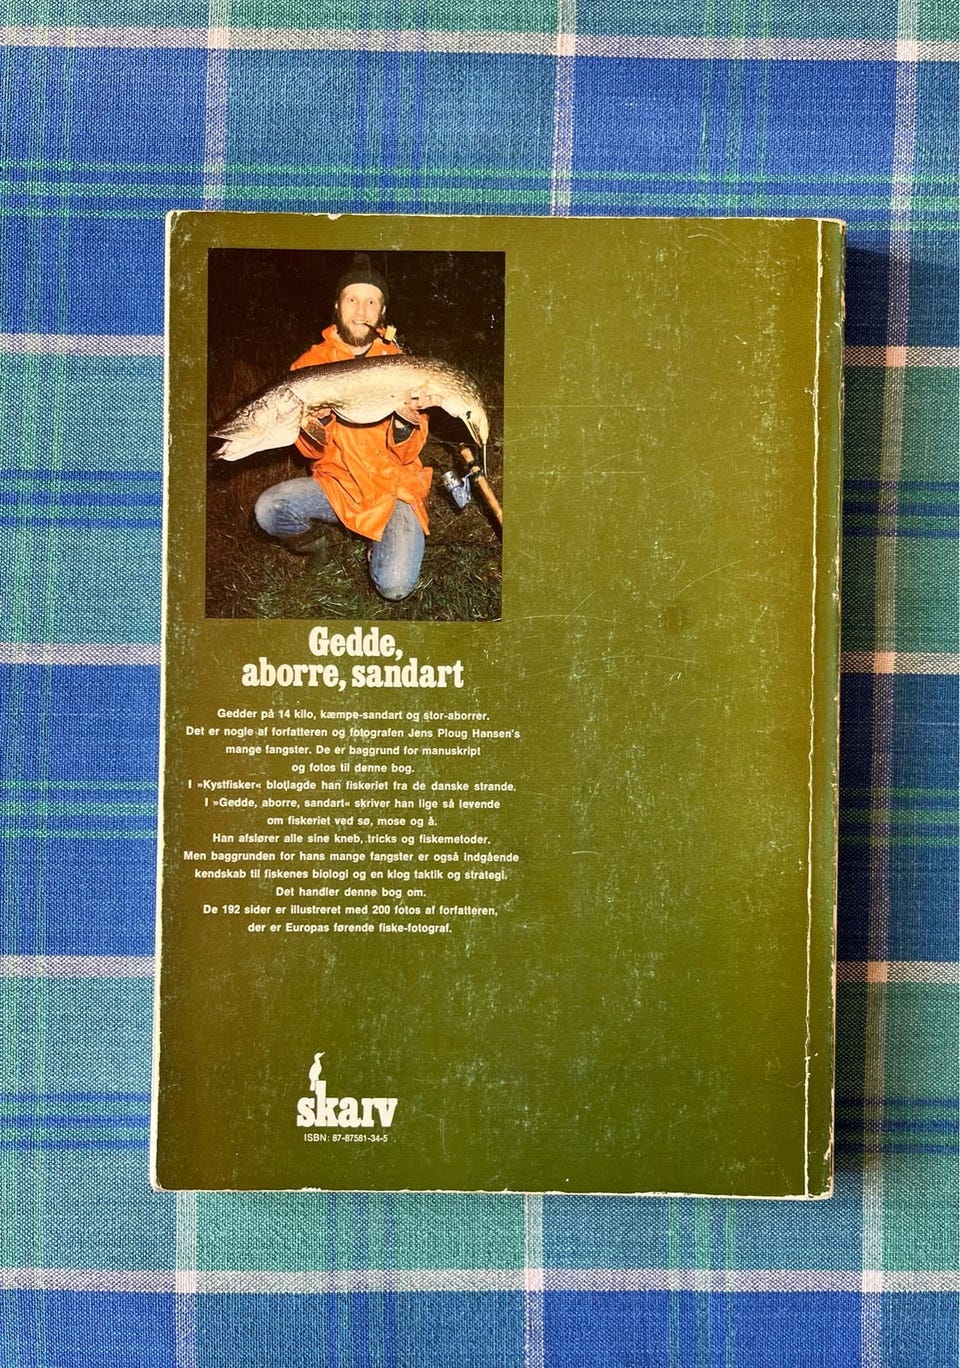 Gedde,
aborre, sandart
Gedder på 14 kilo, kæmpe-sandart og stor-aborrer.
Det er nogle af forfatteren og fotografen Jens Ploug Hansen's
mange fangster. De er baggrund for manuskript
og fotos til denne bog.
I »Kystfisker« blotlagde han fiskeriet fra de danske strande.
I »Gedde, aborre, sandart« skriver han lige så levende
om fiskeriet ved sø, mose og å.
Han afslører alle sine kneb, tricks og fiskemetoder.
Men baggrunden for hans mange fangster er også indgående
kendskab til fiskenes biologi og en klog taktik og strategi.
Det handler denne bog om.
De 192 sider er illustreret med 200 fotos af forfatteren,
der er Europas førende fiske-fotograf.
skarv
ISBN: 87-87581-34-5